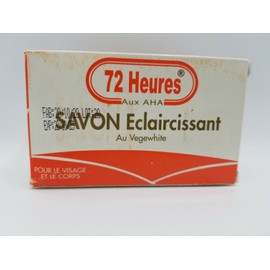 72 Heures®
Aux AHA
SAVON Eclaircissant
Au Vegewhite
POUR LE VISAGE
ET LE CORPS